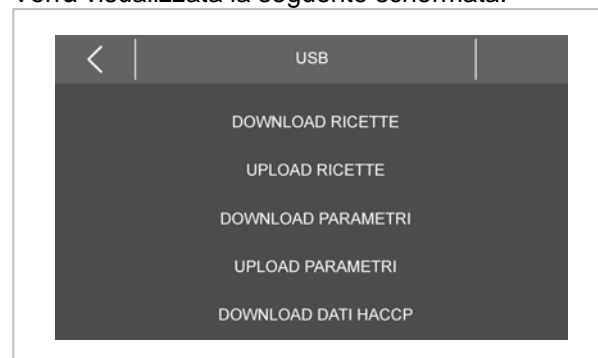 Verrà visualizzata la seguente schermata:
USB
DOWNLOAD RICETTE
UPLOAD RICETTE
DOWNLOAD PARAMETRI
UPLOAD PARAMETRI
DOWNLOAD DATI HACCP